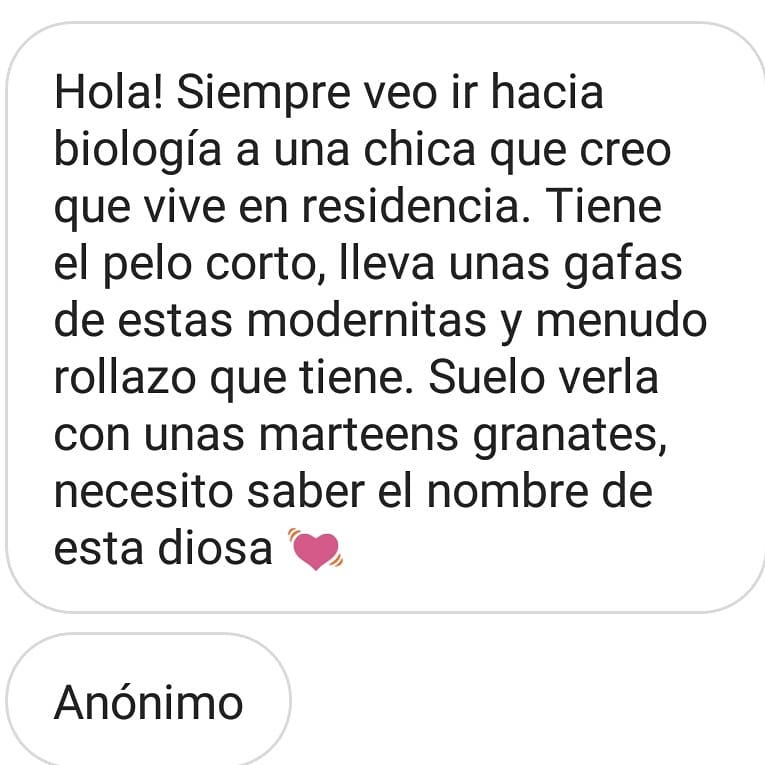 Hola! Siempre veo ir hacia
biología a una chica que creo
que vive en residencia. Tiene
el pelo corto, lleva unas gafas
de estas modernitas y menudo
rollazo que tiene. Suelo verla
con unas marteens granates,
necesito saber el nombre de
esta diosa 💓
Anónimo